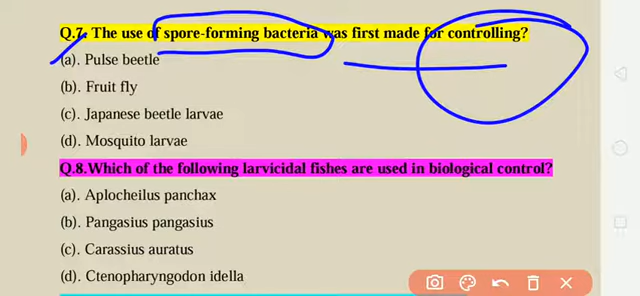 Q.7. The use of spore-forming bacteria was first made for controlling?
(a). Pulse beetle
(b). Fruit fly
(c). Japanese beetle larvae
(d). Mosquito larvae
Q.8.Which of the following larvicidal fishes are used in biological control?
(a). Aplocheilus panchax
(b). Pangasius pangasius
(c). Carassius auratus
(d). Ctenopharyngodon idella